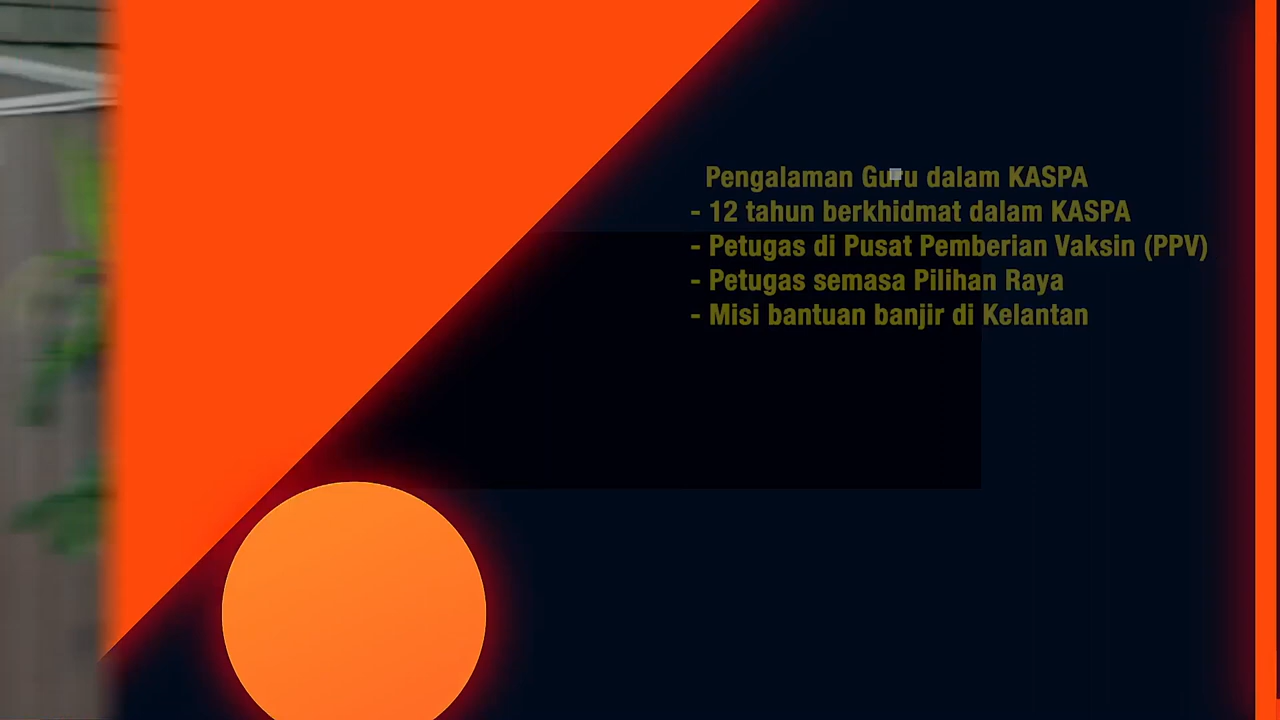 Pengalaman Guru dalam KASPA
- 12 tahun berkhidmat dalam KASPA
- Petugas di Pusat Pemberian Vaksin (PPV)
- Petugas semasa Pilihan Raya
- Misi bantuan banjir di Kelantan